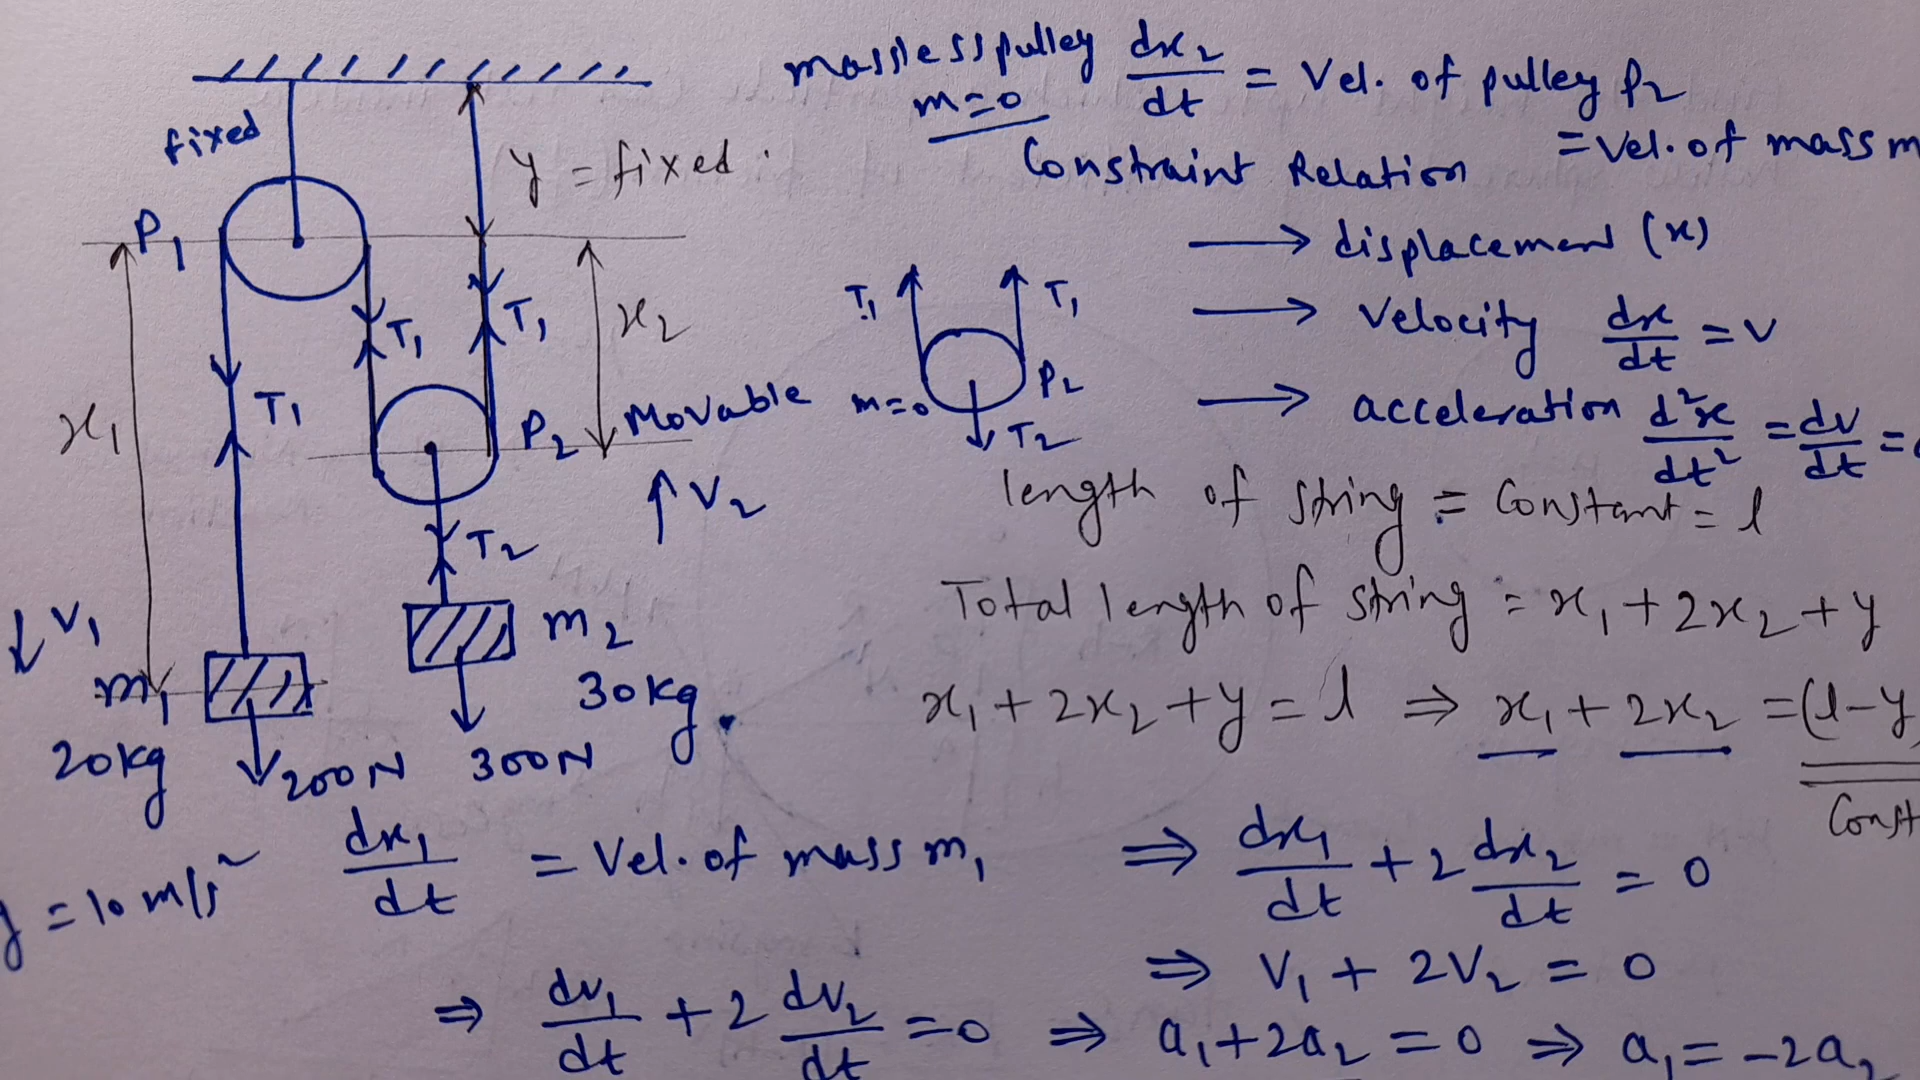 massless pulley dx₂/dt = Vel. of pulley P₂
m=0
= Vel. of mass m
fixed
y = fixed
Constraint Relation
P₁
→ displacement (x)
T₁ T₁
→ velocity dx/dt = v
T₁ T₁ x₂
x₁ T₁ P₂ Movable m=0 P₂
T₂
→ acceleration d²x/dt² = dv/dt =
↑V₂
length of string = Constant = l
T₂
Total length of string = x₁ + 2x₂ + y
↓V₁
m₂
m₁ 30kg
x₁ + 2x₂ + y = l ⇒ x₁ + 2x₂ = (l-y
20kg 200N 300N
Const
= 10 m/s² dx₁/dt = Vel. of mass m₁
⇒ dx₁/dt + 2 dx₂/dt = 0
⇒ V₁ + 2V₂ = 0
⇒ dv₁/dt + 2 dv₂/dt = 0 ⇒ a₁+2a₂ = 0 ⇒ a₁ = -2a₂